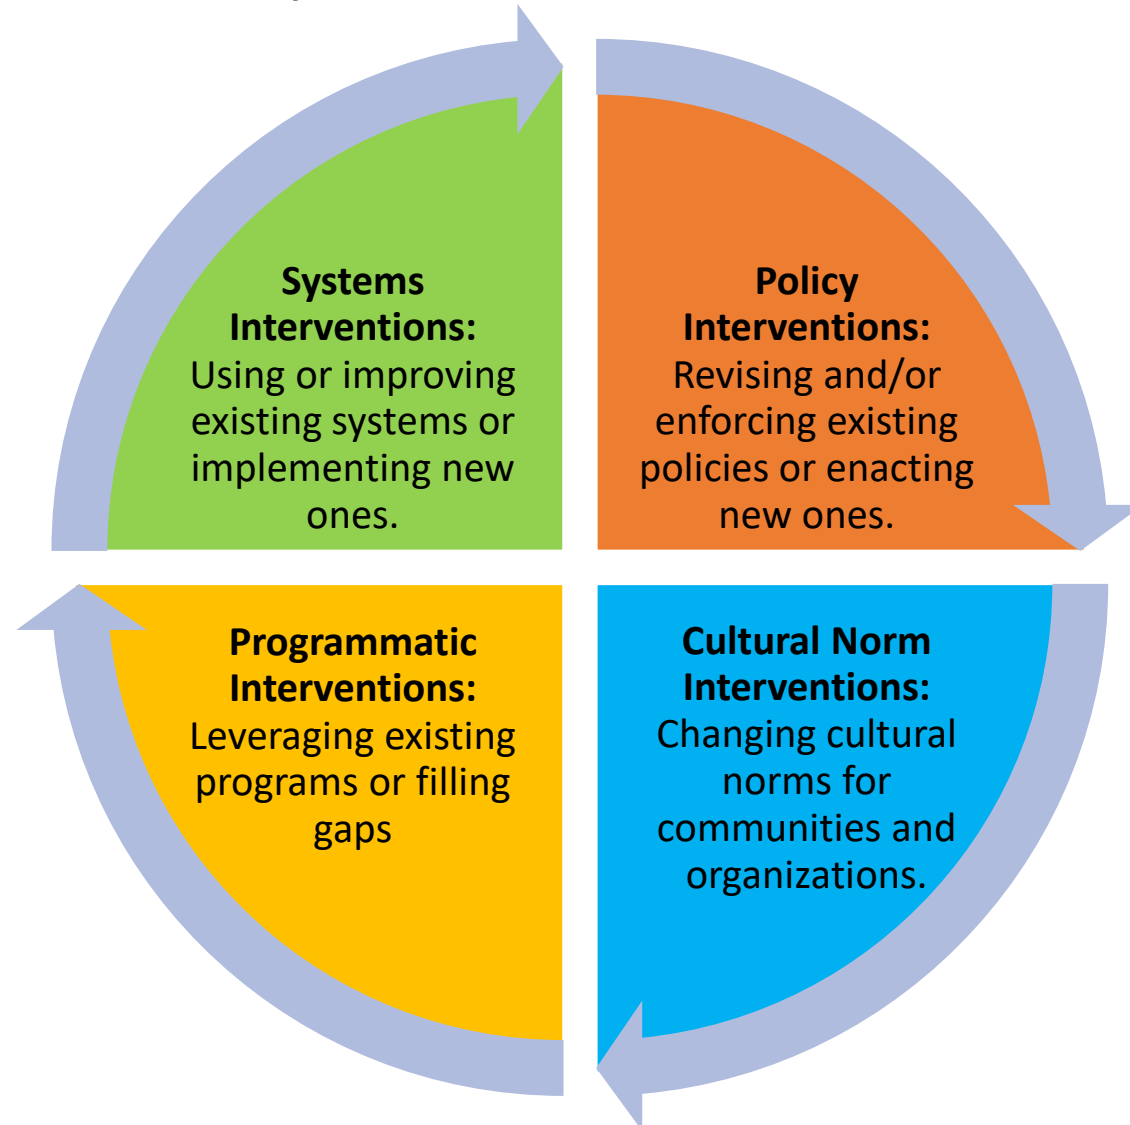 Systems
Interventions:
Using or improving
existing systems or
implementing new
ones.
Policy
Interventions:
Revising and/or
enforcing existing
policies or enacting
new ones.
Programmatic
Interventions:
Leveraging existing
programs or filling
gaps
Cultural Norm
Interventions:
Changing cultural
norms for
communities and
organizations.